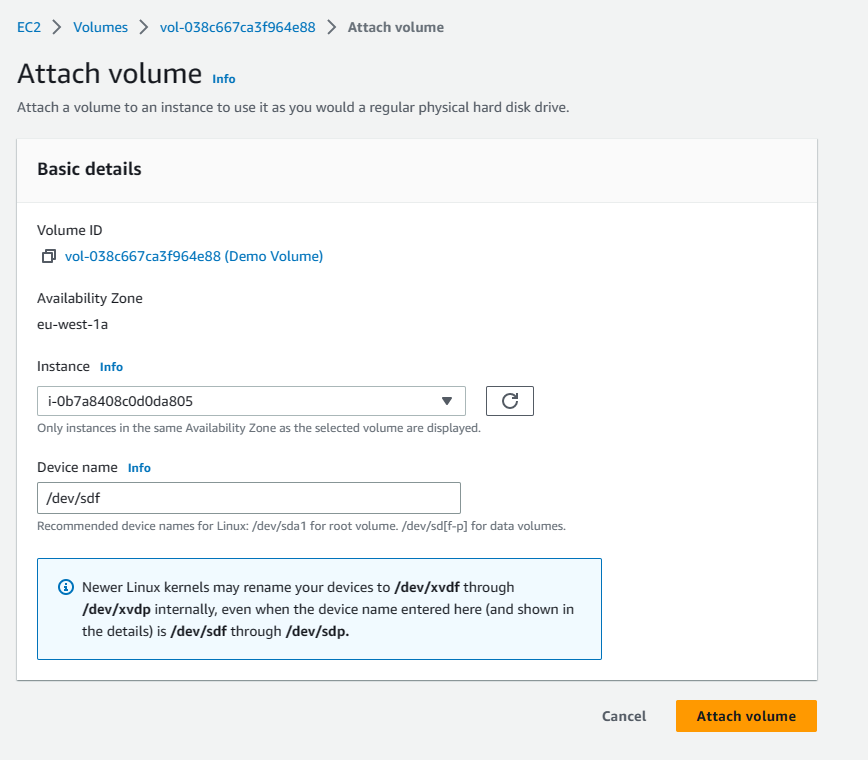 EC2 > Volumes > vol-038c667ca3f964e88 > Attach volume
Attach volume Info
Attach a volume to an instance to use it as you would a regular physical hard disk drive.
Basic details
Volume ID
vol-038c667ca3f964e88 (Demo Volume)
Availability Zone
eu-west-1a
Instance Info
i-0b7a8408c0d0da805
Only instances in the same Availability Zone as the selected volume are displayed.
Device name Info
/dev/sdf
Recommended device names for Linux: /dev/sda1 for root volume. /dev/sd[f-p] for data volumes.
Newer Linux kernels may rename your devices to /dev/xvdf through
/dev/xvdp internally, even when the device name entered here (and shown in
the details) is /dev/sdf through /dev/sdp.
Cancel Attach volume